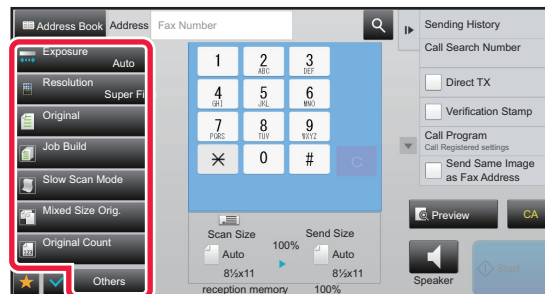 Address Book Address Fax Number
Exposure
Auto
Resolution
Super Fi
Original
Job Build
Slow Scan Mode
Mixed Size Orig.
Original Count
Others
1 2 3
ABC DEF
4 5 6
GHI JKL MNO
7 8 9
PQRS TUV WXYZ
0 # C
Scan Size Send Size
100%
Auto Auto
8½x11 8½x11
reception memory 100%
Sending History
Call Search Number
Direct TX
Verification Stamp
Call Program
Call Registered settings
Send Same Image
as Fax Address
Preview CA
Speaker Start